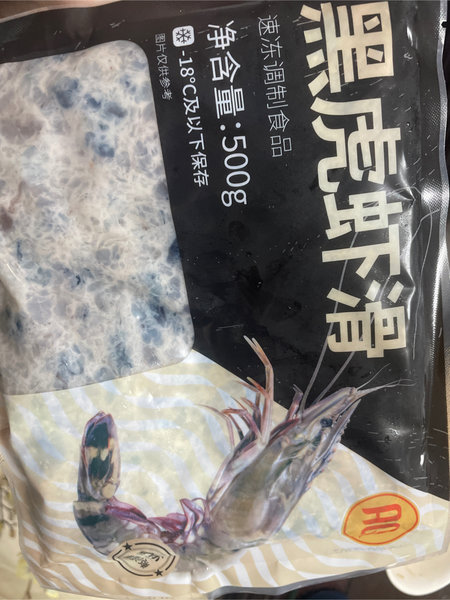 黑虎虾滑
速冻调制食品
净含量:500g
-18°C及以下保存
图片仅供参考